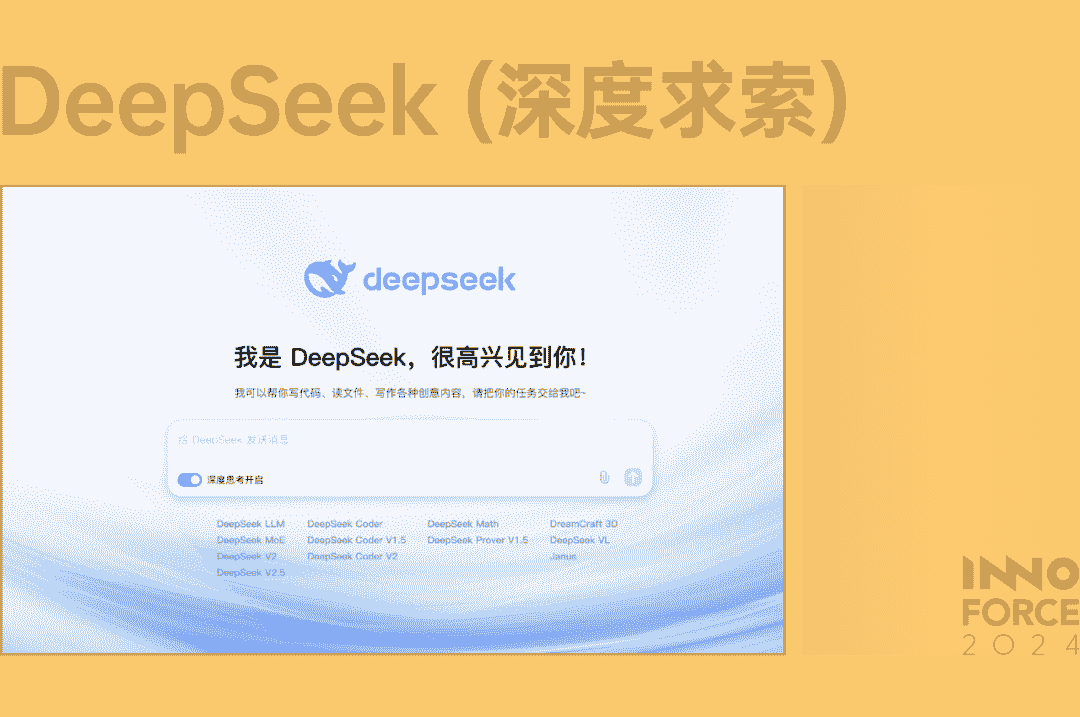 DeepSeek (深度求索)
deepseek
我是 DeepSeek，很高兴见到你！
我可以帮你写代码、读文件、写作各种创意内容，请把你的任务交给我吧~
给 DeepSeek 发送消息
深度思考开启
DeepSeek LLM DeepSeek Coder DeepSeek Math DreamCraft 3D
DeepSeek MoE DeepSeek Coder V1.5 DeepSeek Prover V1.5 DeepSeek VL
DeepSeek V2 DeepSeek Coder V2 Janus
DeepSeek V2.5
INNO
FORCE
2024